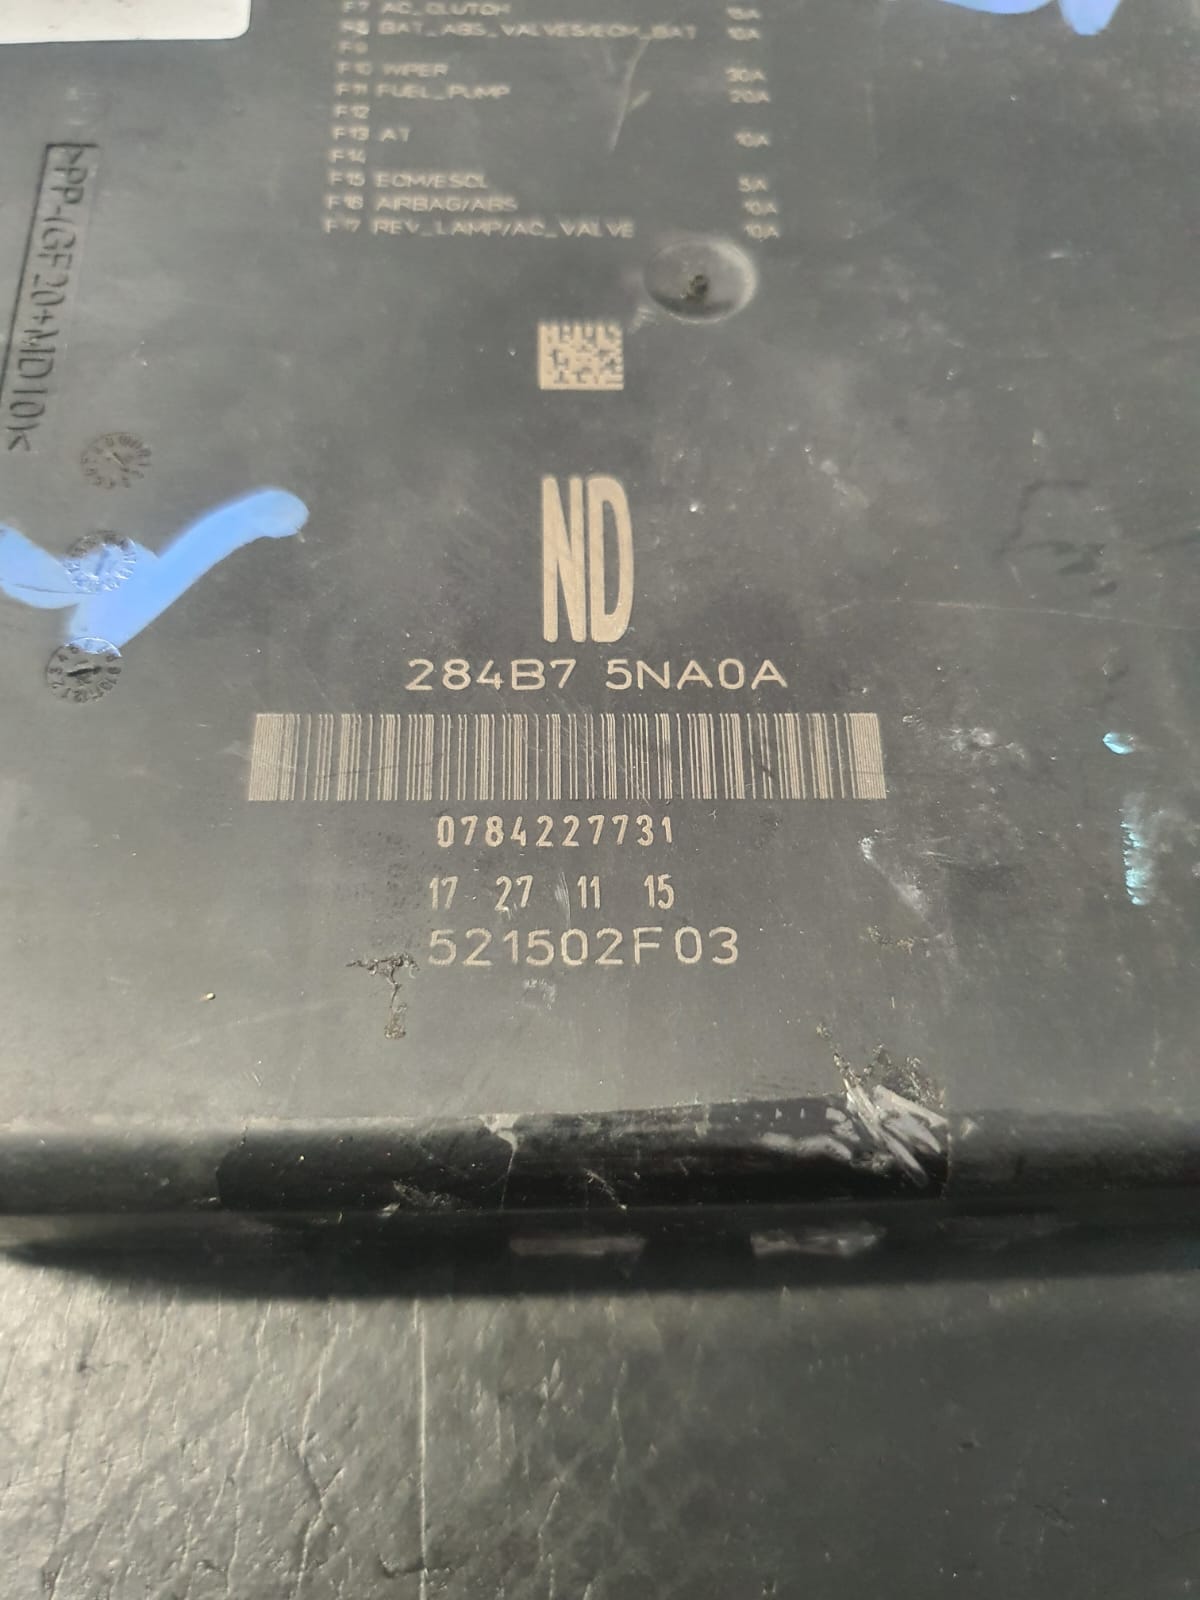 F7 AC_CLUTCH 15A
F8 BAT_ABS_VALVES/ECM_BAT 10A
F9
F10 WIPER 30A
F11 FUEL_PUMP 20A
F12
F13 AT 10A
F14
F15 ECM/ESCL 5A
F16 AIRBAG/ABS 10A
F17 REV_LAMP/AC_VALVE 10A
>PP-(GF20+MD10)<
ND
284B7 5NA0A
0784227731
17 27 11 15
521502F03